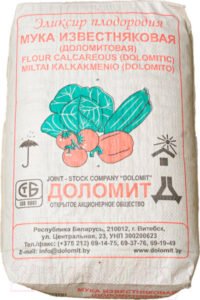 Эликсир плодородия
МУКА ИЗВЕСТНЯКОВАЯ
(ДОЛОМИТОВАЯ)
FLOUR CALCAREOUS (DOLOMITIC)
MILTAI KALKAKMENIO (DOLOMITO)
JOINT - STOCK COMPANY "DOLOMIT"
ДОЛОМИТ
ОТКРЫТОЕ АКЦИОНЕРНОЕ ОБЩЕСТВО
Республика Беларусь, 210012, г. Витебск,
ул. Центральная, 23, УНП 300200623
Тел./факс: (+375 212) 69-14-75, 69-37-76, 69-19-49
E-mail: info@dolomit.by www.dolomit.by